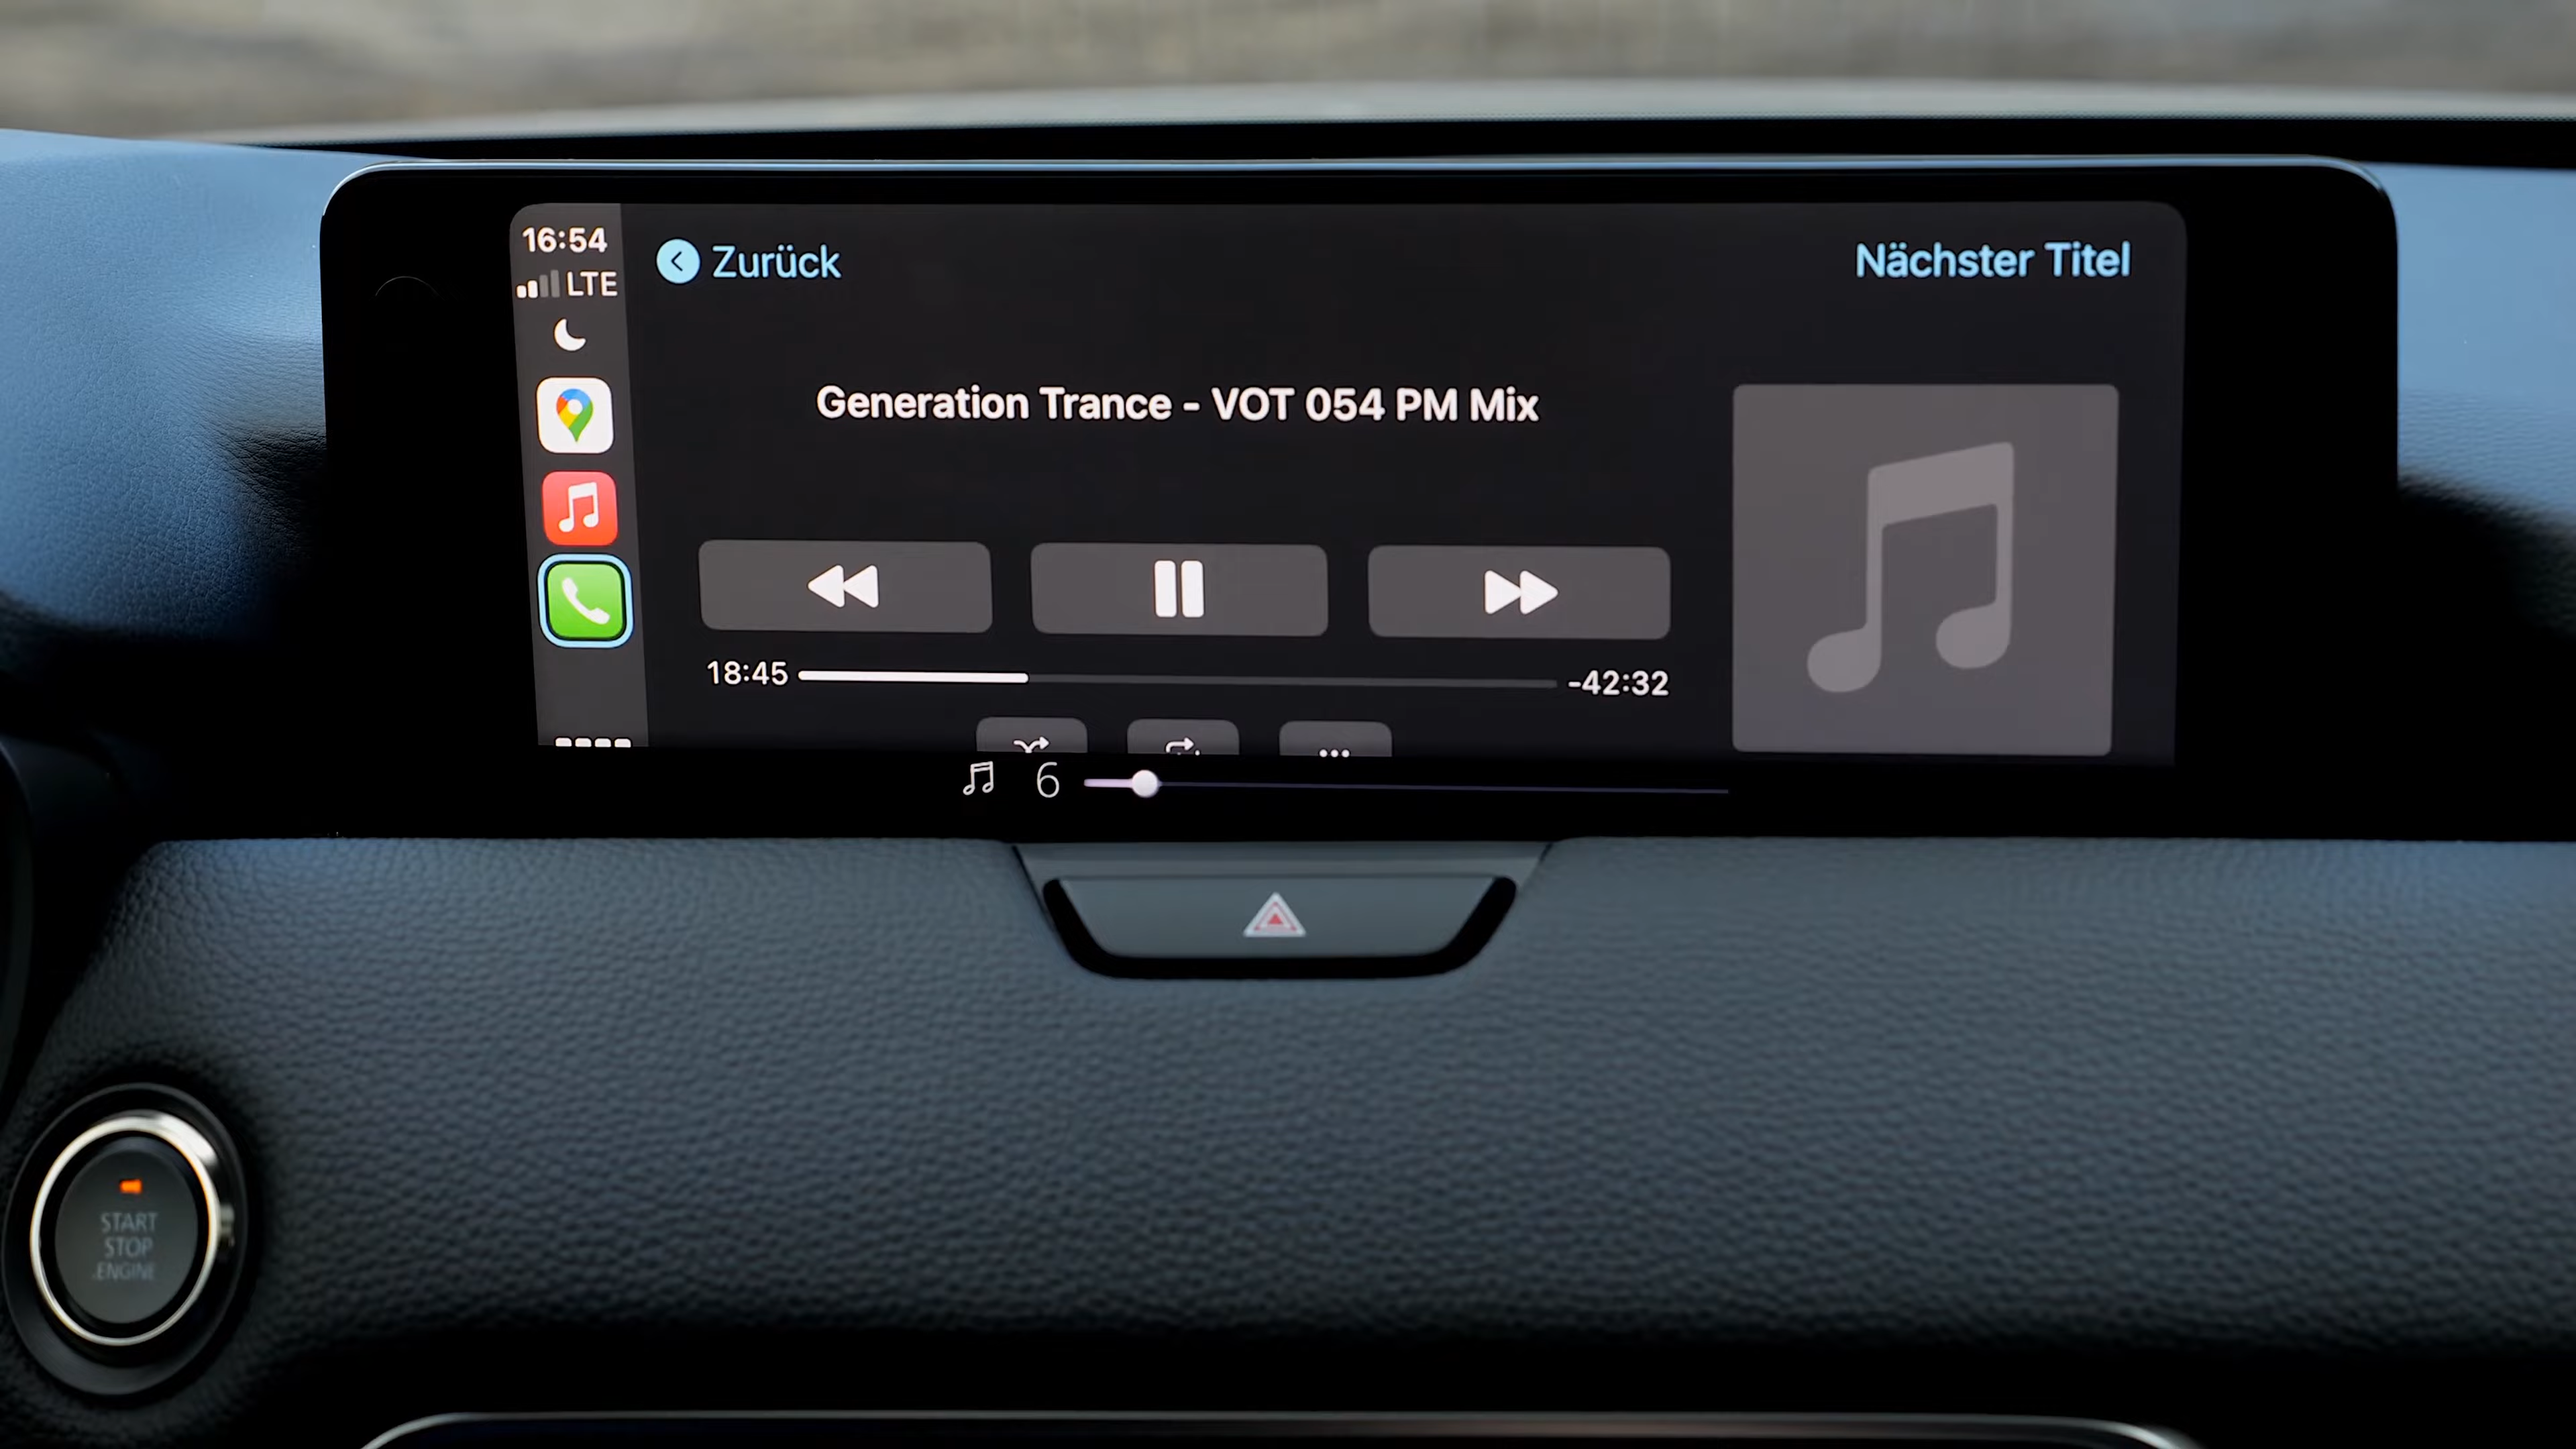 16:54
LTE
Zurück
Nächster Titel
Generation Trance - VOT 054 PM Mix
18:45
-42:32
6
START
STOP
ENGINE